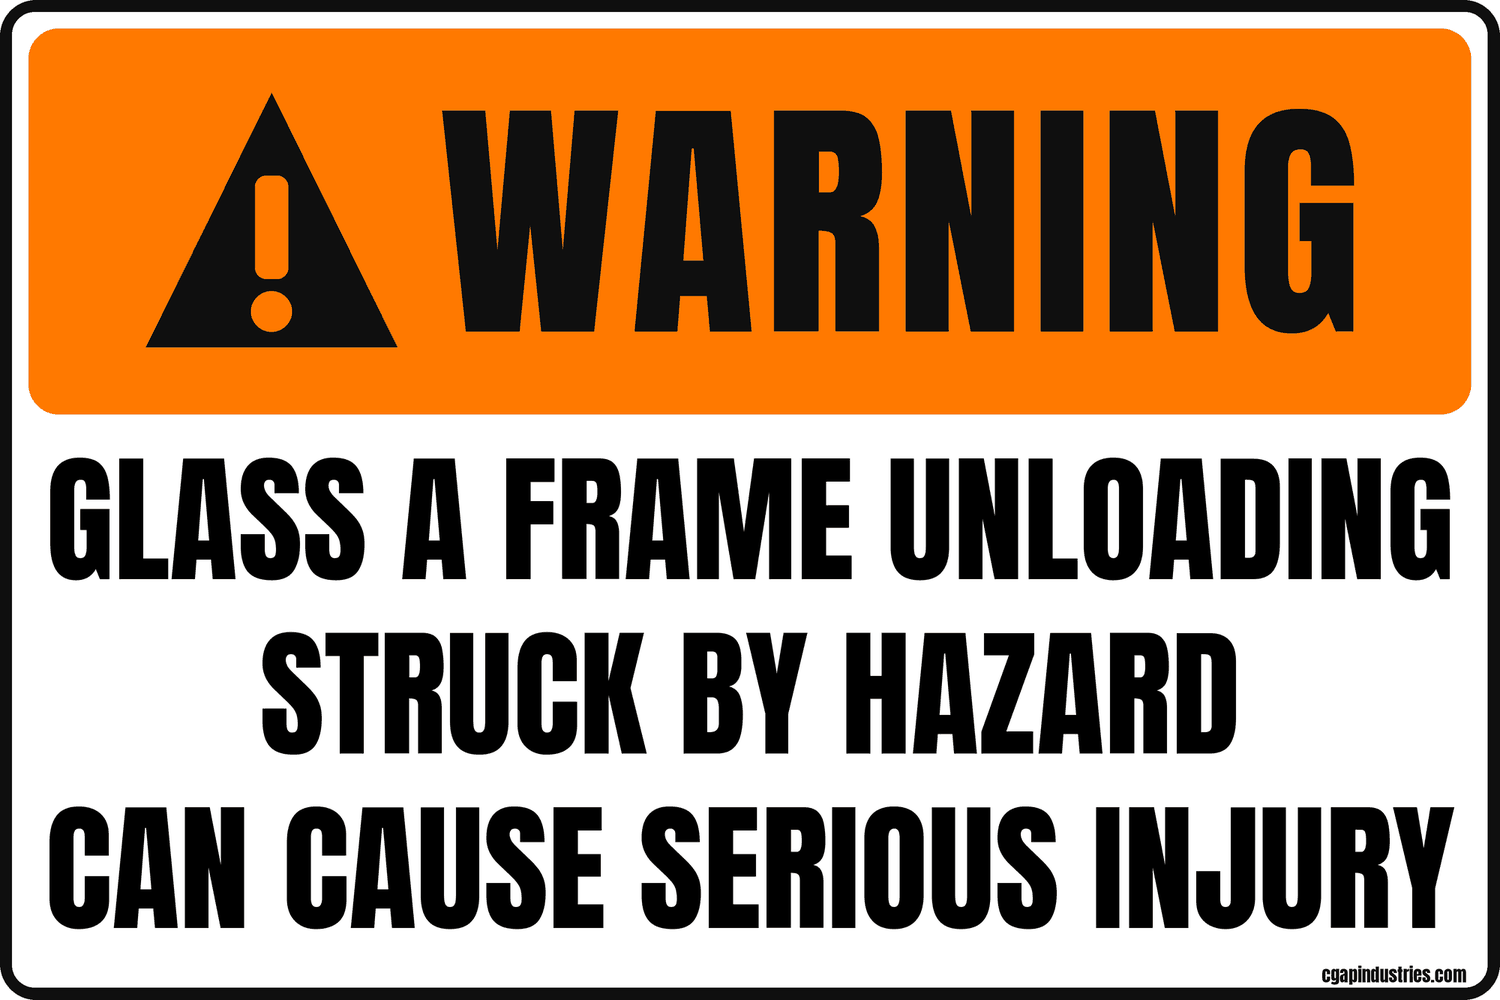 WARNING
GLASS A FRAME UNLOADING
STRUCK BY HAZARD
CAN CAUSE SERIOUS INJURY
cgapindustries.com